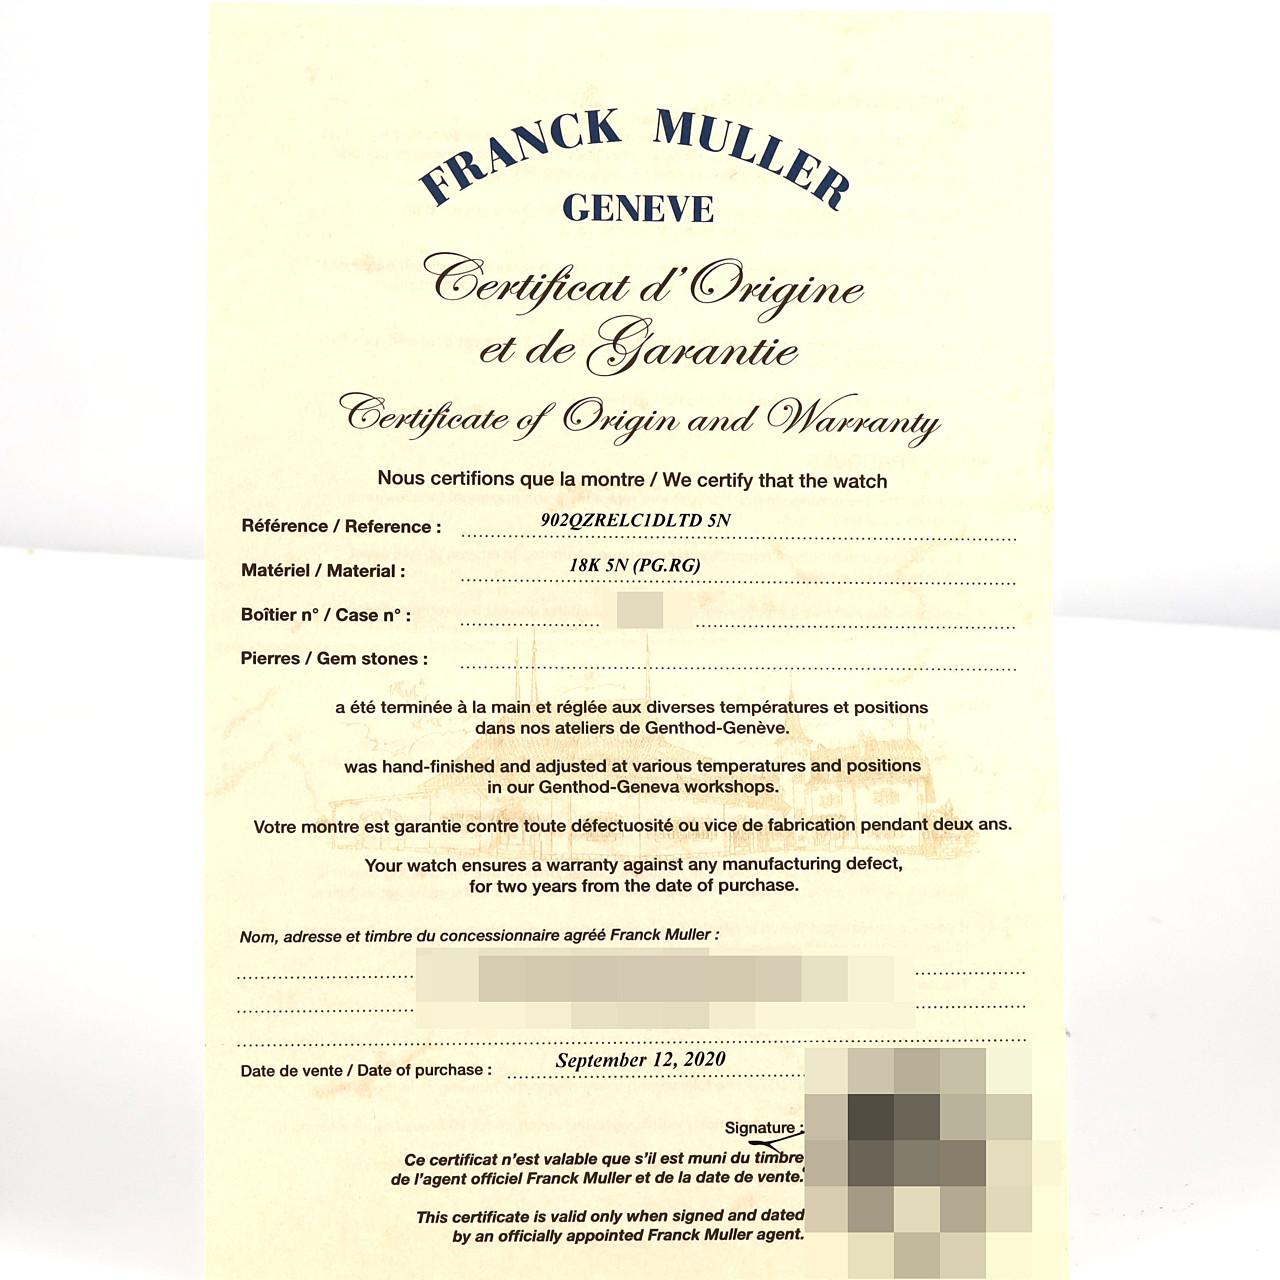 FRANCK MULLER
GENEVE
Certificat d'Origine
et de Garantie
Certificate of Origin and Warranty
Nous certifions que la montre / We certify that the watch
Référence / Reference : 902QZRELC1DLTD 5N
Matériel / Material : 18K 5N (PG.RG)
Boîtier n° / Case n° :
Pierres / Gem stones :
a été terminée à la main et réglée aux diverses températures et positions
dans nos ateliers de Genthod-Genève.
was hand-finished and adjusted at various temperatures and positions
in our Genthod-Geneva workshops.
Votre montre est garantie contre toute défectuosité ou vice de fabrication pendant deux ans.
Your watch ensures a warranty against any manufacturing defect,
for two years from the date of purchase.
Nom, adresse et timbre du concessionnaire agréé Franck Muller :
Date de vente / Date of purchase : September 12, 2020
Signature :
Ce certificat n'est valable que s'il est muni du timbre
de l'agent officiel Franck Muller et de la date de vente.
This certificate is valid only when signed and dated
by an officially appointed Franck Muller agent.